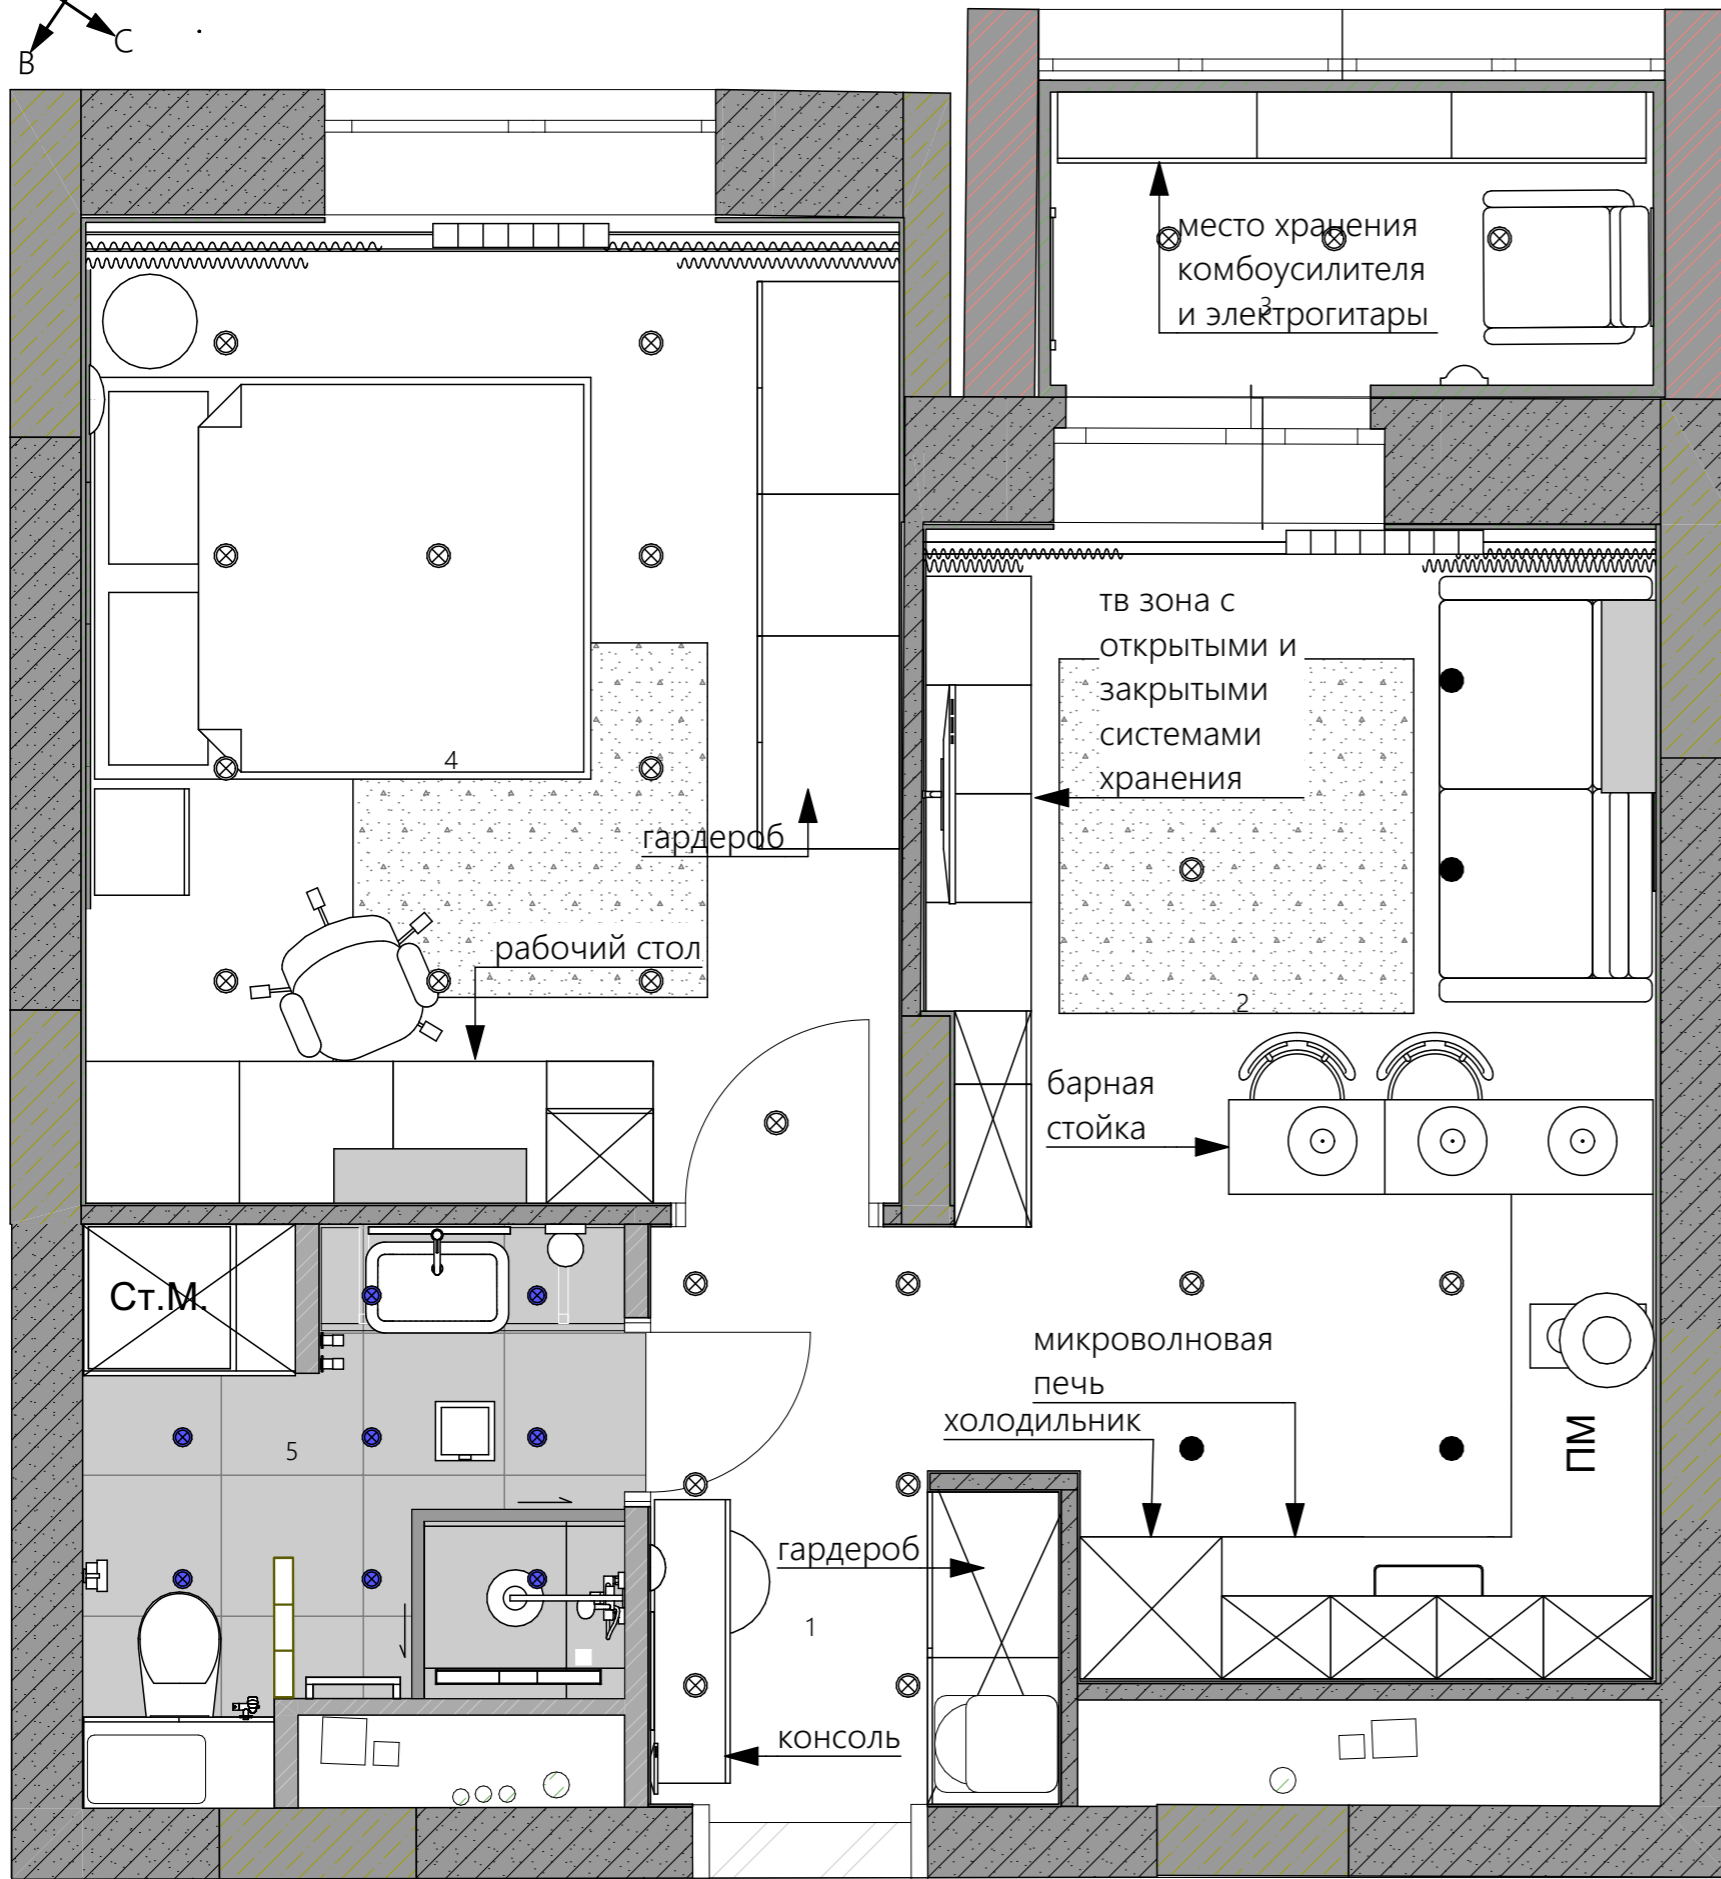 С
В
место хранения
комбоусилителя
3
и электрогитары
тв зона с
открытыми и
закрытыми
системами
хранения
4
гардероб
рабочий стол
2
барная
стойка
Ст.М.
микроволновая
печь
холодильник
ПМ
5
гардероб
1
консоль